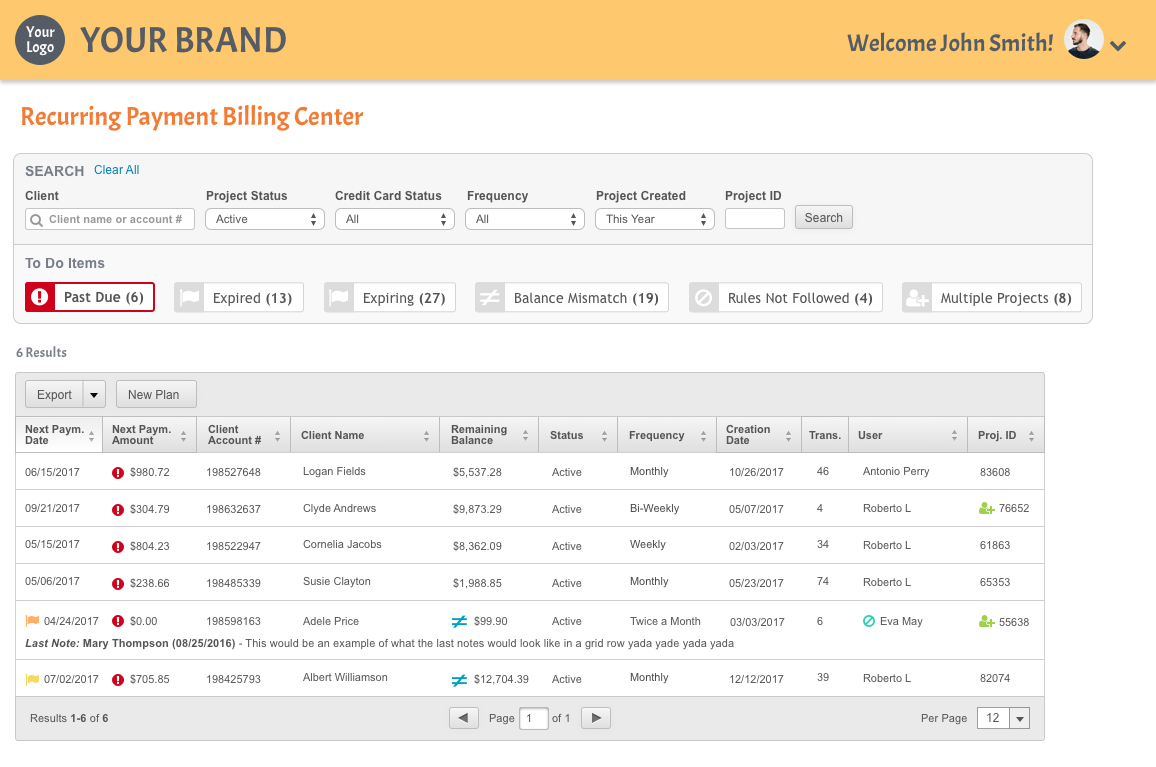 Your
Logo
YOUR BRAND
Welcome John Smith!
Recurring Payment Billing Center
SEARCH Clear All
Client Project Status Credit Card Status Frequency Project Created Project ID
Client name or account # Active All All This Year Search
To Do Items
Past Due (6) Expired (13) Expiring (27) Balance Mismatch (19) Rules Not Followed (4) Multiple Projects (8)
6 Results
Export New Plan
Next Paym. Date Next Paym. Amount Client Account # Client Name Remaining Balance Status Frequency Creation Date Trans. User Proj. ID
06/15/2017 $980.72 198527648 Logan Fields $5,537.28 Active Monthly 10/26/2017 46 Antonio Perry 83608
09/21/2017 $304.79 198632637 Clyde Andrews $9,873.29 Active Bi-Weekly 05/07/2017 4 Roberto L 76652
05/15/2017 $804.23 198522947 Cornelia Jacobs $8,362.09 Active Weekly 02/03/2017 34 Roberto L 61863
05/06/2017 $238.66 198485339 Susie Clayton $1,988.85 Active Monthly 05/23/2017 74 Roberto L 65353
04/24/2017 $0.00 198598163 Adele Price $99.90 Active Twice a Month 03/03/2017 6 Eva May 55638
Last Note: Mary Thompson (08/25/2016) - This would be an example of what the last notes would look like in a grid row yada yade yada yada
07/02/2017 $705.85 198425793 Albert Williamson $12,704.39 Active Monthly 12/12/2017 39 Roberto L 82074
Results 1-6 of 6 Page 1 of 1 Per Page 12